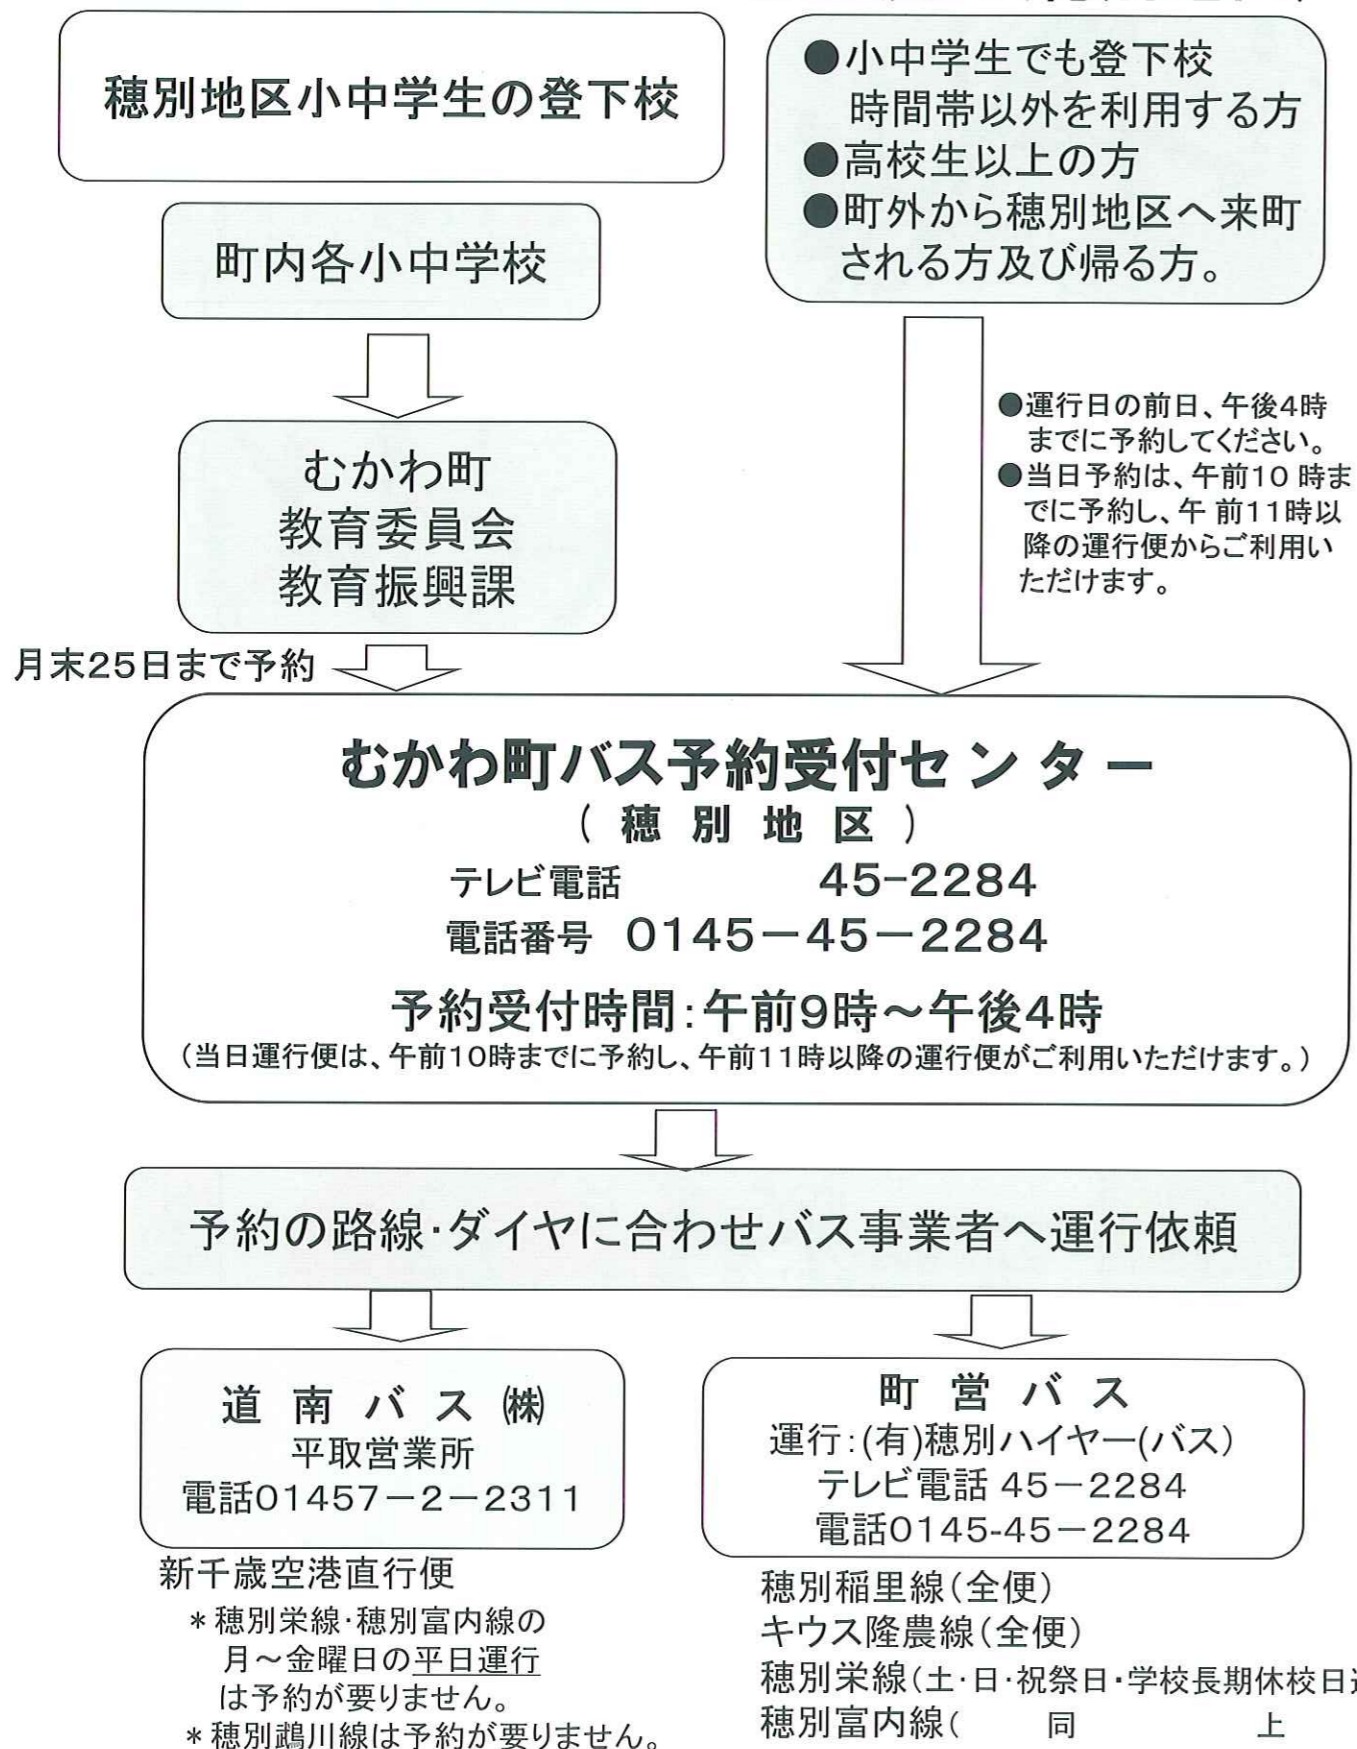 穂別地区小中学生の登下校
●小中学生でも登下校
時間帯以外を利用する方
●高校生以上の方
●町外から穂別地区へ来町
される方及び帰る方。
町内各小中学校
●運行日の前日、午後4時
までに予約してください。
●当日予約は、午前10 時ま
でに予約し、午 前11時以
降の運行便からご利用い
ただけます。
むかわ町
教育委員会
教育振興課
月末25日まで予約
むかわ町バス予約受付センター
(穂別地区)
テレビ電話 45-2284
電話番号 0145-45-2284
予約受付時間:午前9時~午後4時
(当日運行便は、午前10時までに予約し、午前11時以降の運行便がご利用いただけます。)
予約の路線・ダイヤに合わせバス事業者へ運行依頼
道南バス㈱
平取営業所
電話01457-2-2311
新千歳空港直行便
*穂別栄線・穂別富内線の
月~金曜日の平日運行
は予約が要りません。
*穂別鵡川線は予約が要りません。
町営バス
運行:(有)穂別ハイヤー(バス)
テレビ電話 45-2284
電話0145-45-2284
穂別稲里線(全便)
キウス隆農線(全便)
穂別栄線(土・日・祝祭日・学校長期休校日
穂別富内線( 同 上